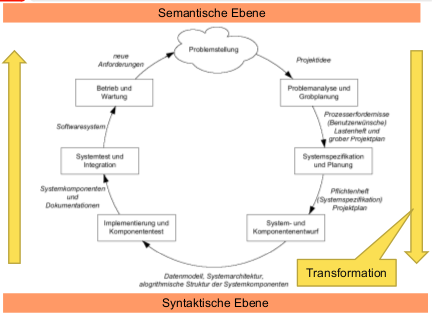 Semantische Ebene
Problemstellung
neue
Anforderungen
Projektidee
Betrieb und
Wartung
Problemanalyse und
Grobplanung
Prozesserfordernisse
(Benutzerwünsche)
Lastenheft und
grober Projektplan
Softwaresystem
Systemtest und
Integration
Systemspezifikation
und Planung
Systemkomponenten
und
Dokumentationen
Pflichtenheft
(Systemspezifikation)
Projektplan
Implementierung und
Komponententest
System- und
Komponentenentwurf
Transformation
Datenmodell, Systemarchitektur,
alogrithmische Struktur der Systemkomponenten
Syntaktische Ebene